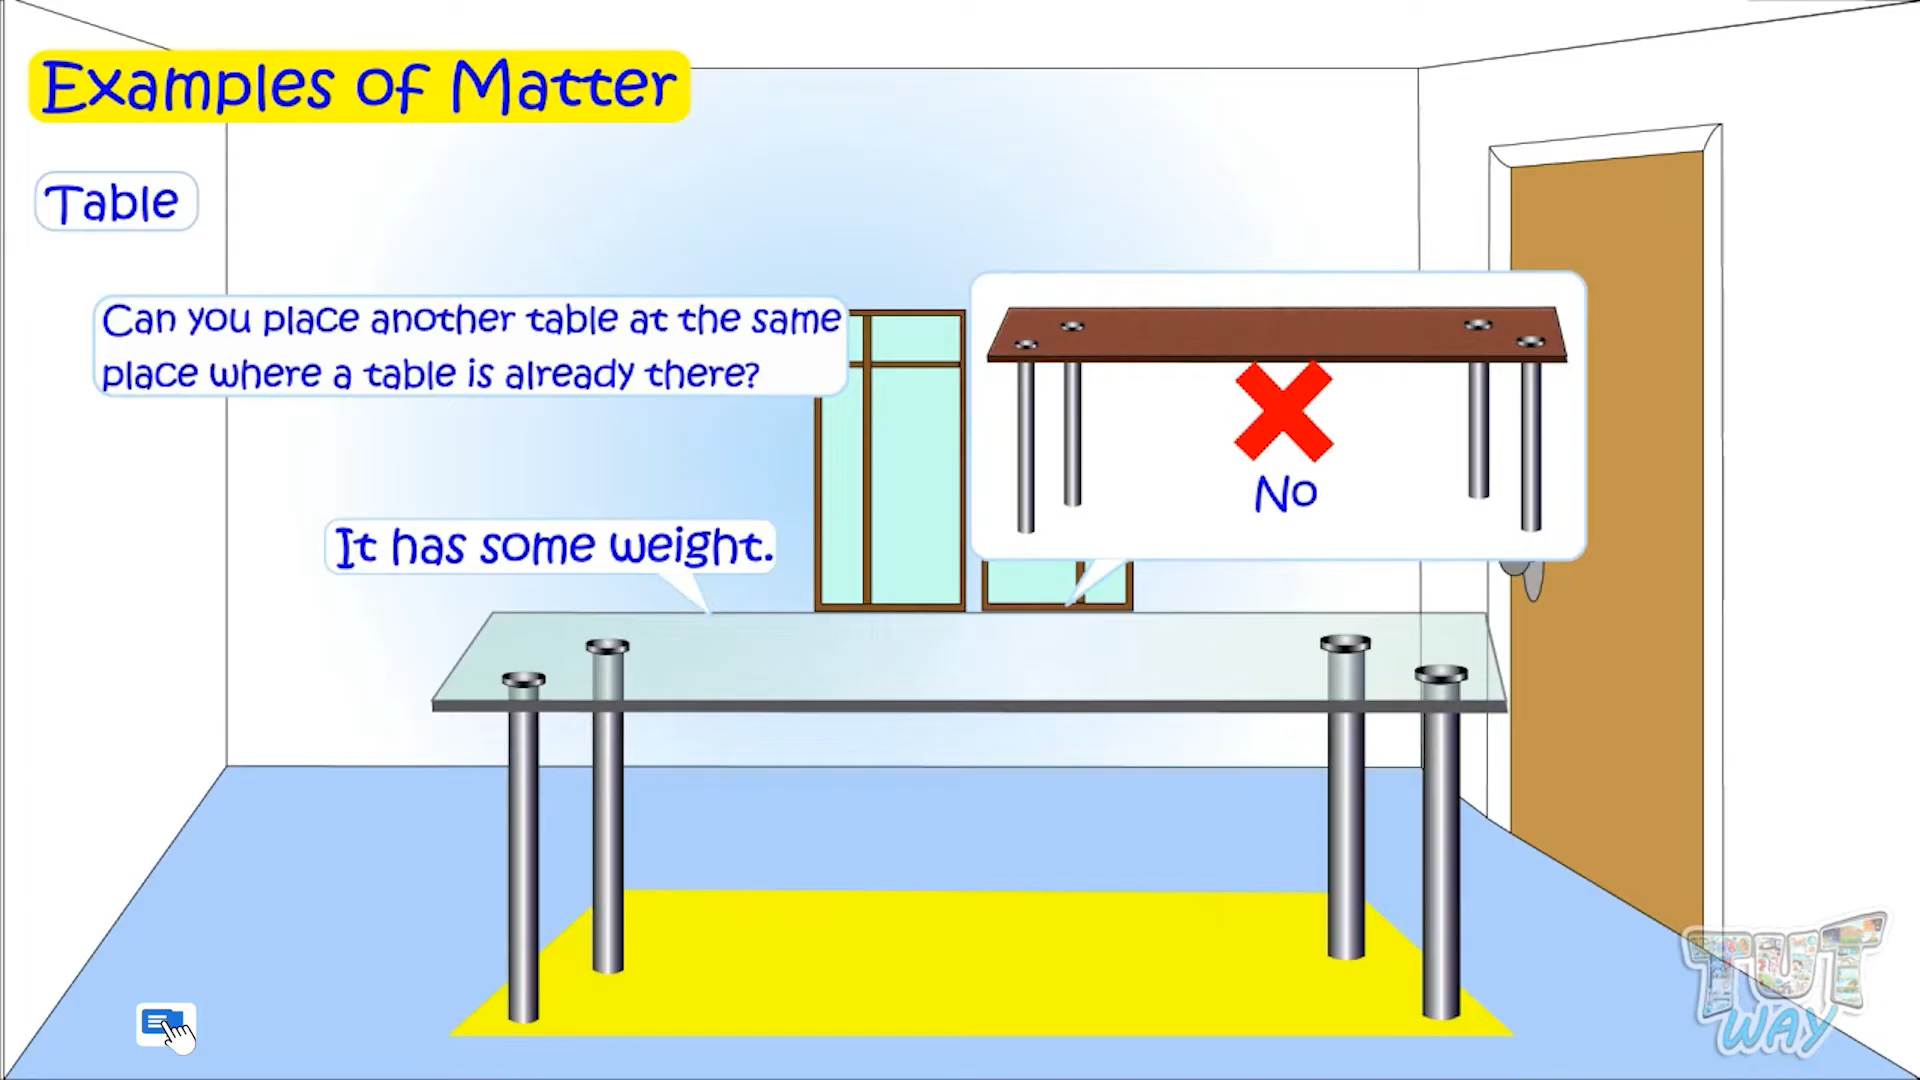 Examples of Matter
Table
Can you place another table at the same
place where a table is already there?
No
It has some weight.
TUT
WAY